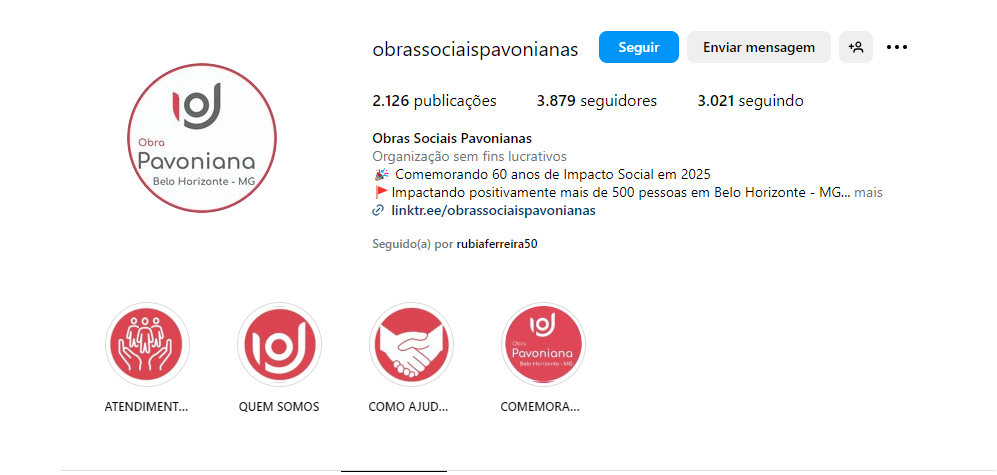 obrassociaispavonianas Seguir Enviar mensagem
2.126 publicações 3.879 seguidores 3.021 seguindo
Obra
Pavoniana
Belo Horizonte - MG
Obras Sociais Pavonianas
Organização sem fins lucrativos
🎉 Comemorando 60 anos de Impacto Social em 2025
🚩Impactando positivamente mais de 500 pessoas em Belo Horizonte - MG... mais
linktr.ee/obrassociaispavonianas
Seguido(a) por rubiaferreira50
Obra
Pavoniana
Belo Horizonte - MG
ATENDIMENT... QUEM SOMOS COMO AJUD... COMEMORA...